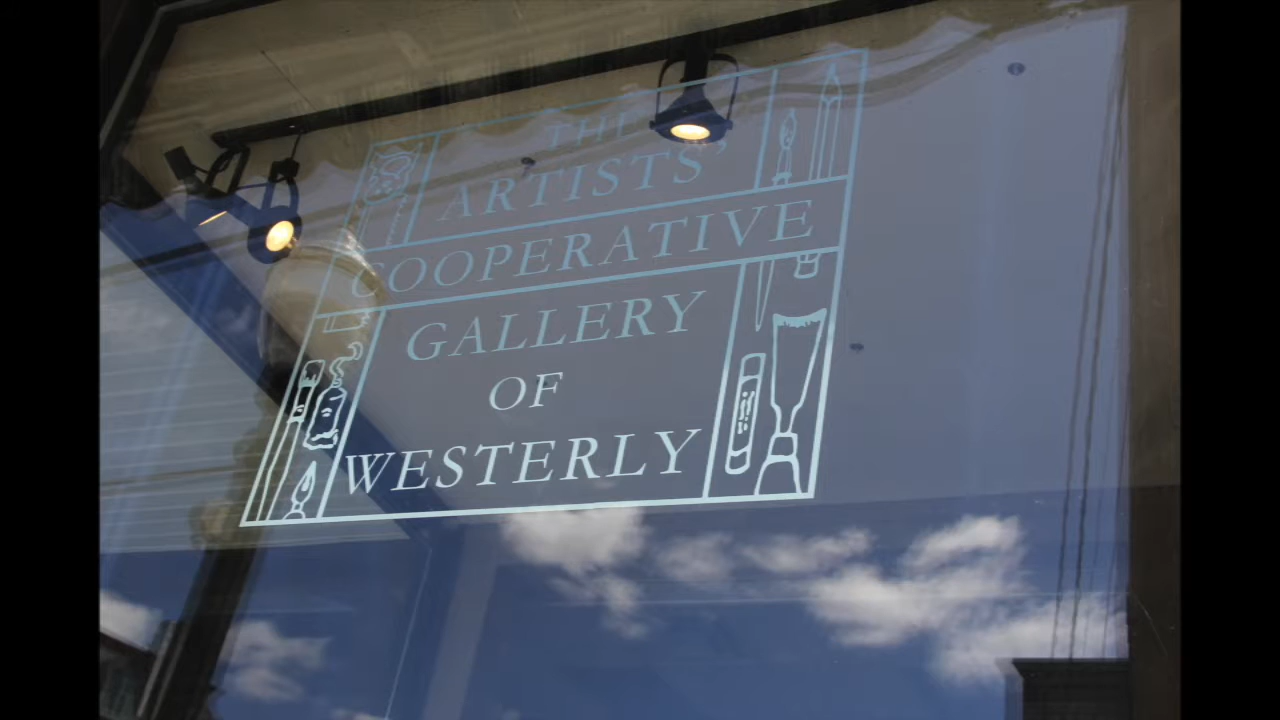 THE
ARTISTS'
COOPERATIVE
GALLERY
OF
WESTERLY